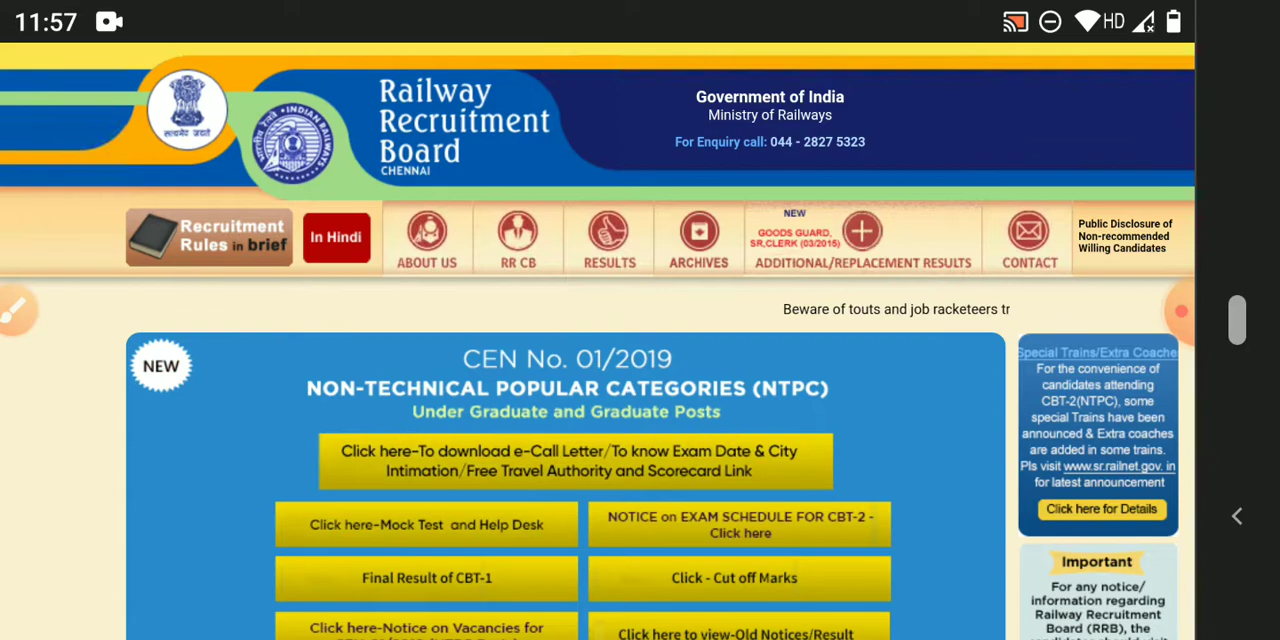 11:57
HD
Railway
Recruitment
Board
CHENNAI
Government of India
Ministry of Railways
For Enquiry call: 044 - 2827 5323
सत्यमेव जयते
INDIAN RAILWAYS
Recruitment
Rules in brief
In Hindi
ABOUT US
RR CB
RESULTS
ARCHIVES
NEW
GOODS GUARD,
SR,CLERK (03/2015)
ADDITIONAL/REPLACEMENT RESULTS
CONTACT
Public Disclosure of
Non-recommended
Willing Candidates
Beware of touts and job racketeers tr
NEW
CEN No. 01/2019
NON-TECHNICAL POPULAR CATEGORIES (NTPC)
Under Graduate and Graduate Posts
Click here-To download e-Call Letter/To know Exam Date & City
Intimation/Free Travel Authority and Scorecard Link
Click here-Mock Test and Help Desk
NOTICE on EXAM SCHEDULE FOR CBT-2 -
Click here
Final Result of CBT-1
Click - Cut off Marks
Click here-Notice on Vacancies for
Click here to view-Old Notices/Result
Special Trains/Extra Coache
For the convenience of
candidates attending
CBT-2(NTPC), some
special Trains have been
announced & Extra coaches
are added in some trains.
Pls visit www.sr.railnet.gov. in
for latest announcement
Click here for Details
Important
For any notice/
information regarding
Railway Recruitment
Board (RRB), the